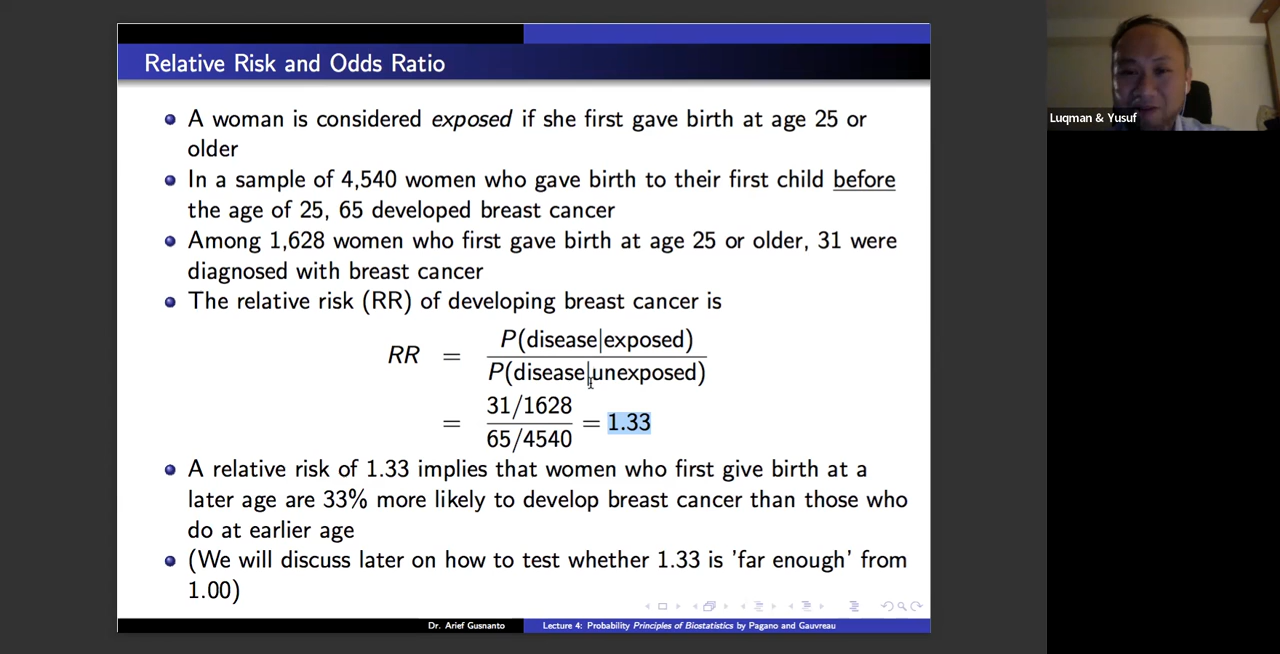 Relative Risk and Odds Ratio
A woman is considered exposed if she first gave birth at age 25 or
older
In a sample of 4,540 women who gave birth to their first child before
the age of 25, 65 developed breast cancer
Among 1,628 women who first gave birth at age 25 or older, 31 were
diagnosed with breast cancer
The relative risk (RR) of developing breast cancer is
RR = P(disease|exposed)
P(disease|unexposed)
= 31/1628
65/4540 = 1.33
A relative risk of 1.33 implies that women who first give birth at a
later age are 33% more likely to develop breast cancer than those who
do at earlier age
(We will discuss later on how to test whether 1.33 is 'far enough' from
1.00)
Dr. Arief Gusnanto
Lecture 4: Probability Principles of Biostatistics by Pagano and Gauvreau
Luqman & Yusuf